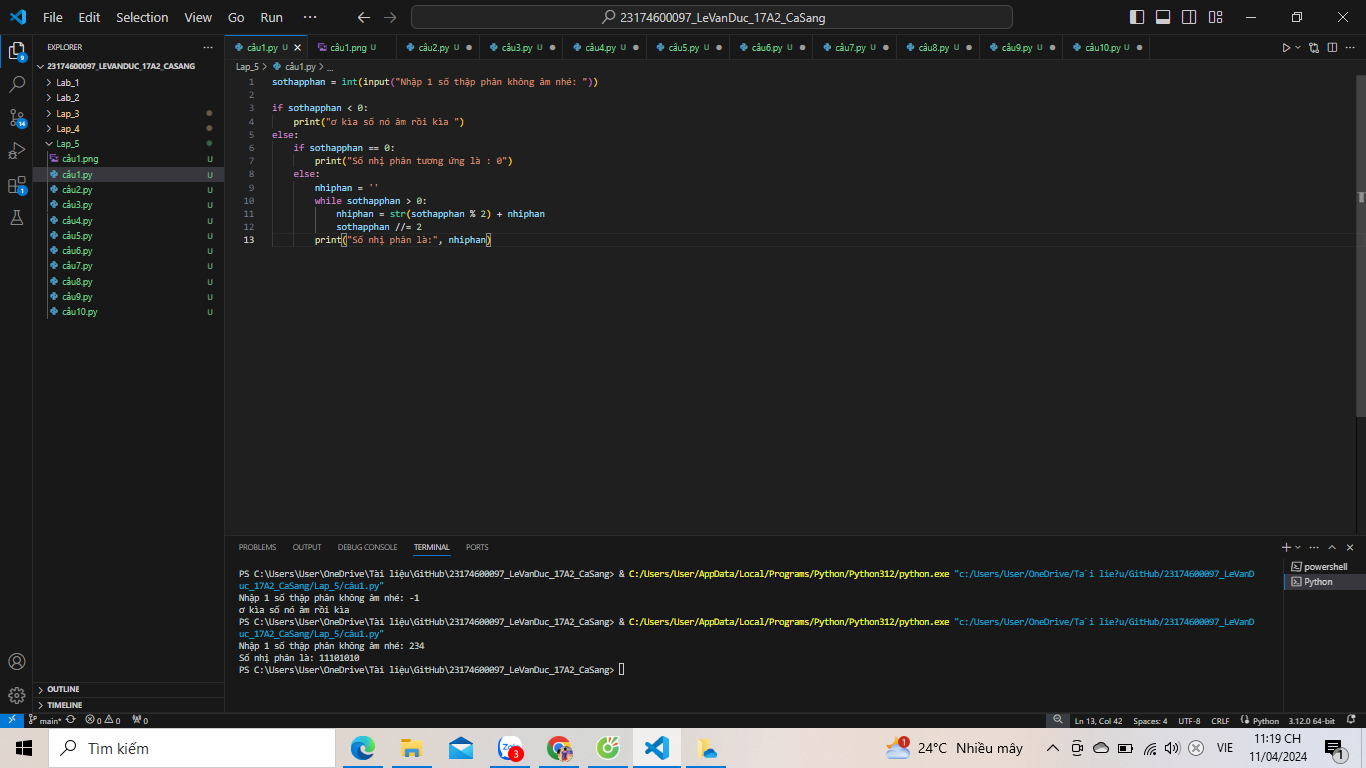 File Edit Selection View Go Run ···
23174600097_LeVanDuc_17A2_CaSang
EXPLORER
23174600097_LEVANDUC_17A2_CASANG
Lab_1
Lab_2
Lap_3
Lap_4
Lap_5
câu1.png U
câu1.py U
câu2.py U
câu3.py U
câu4.py U
câu5.py U
câu6.py U
câu7.py U
câu8.py U
câu9.py U
câu10.py U
OUTLINE
TIMELINE
9
14
1
câu1.py U câu1.png U câu2.py U câu3.py U câu4.py U câu5.py U câu6.py U câu7.py U câu8.py U câu9.py U câu10.py U
Lap_5 > câu1.py > ...
1 sothapphan = int(input("Nhập 1 số thập phân không âm nhé: "))
2
3 if sothapphan < 0:
4 print("ơ kìa số nó âm rồi kìa ")
5 else:
6 if sothapphan == 0:
7 print("Số nhị phân tương ứng là : 0")
8 else:
9 nhiphan = ''
10 while sothapphan > 0:
11 nhiphan = str(sothapphan % 2) + nhiphan
12 sothapphan //= 2
13 print("Số nhị phân là:", nhiphan)
PROBLEMS OUTPUT DEBUG CONSOLE TERMINAL PORTS
PS C:\Users\User\OneDrive\Tài liệu\GitHub\23174600097_LeVanDuc_17A2_CaSang> & C:/Users/User/AppData/Local/Programs/Python/Python312/python.exe "c:/Users/User/OneDrive/Ta`i lie?u/GitHub/23174600097_LeVanD
uc_17A2_CaSang/Lap_5/câu1.py"
Nhập 1 số thập phân không âm nhé: -1
ơ kìa số nó âm rồi kìa
PS C:\Users\User\OneDrive\Tài liệu\GitHub\23174600097_LeVanDuc_17A2_CaSang> & C:/Users/User/AppData/Local/Programs/Python/Python312/python.exe "c:/Users/User/OneDrive/Ta`i lie?u/GitHub/23174600097_LeVanD
uc_17A2_CaSang/Lap_5/câu1.py"
Nhập 1 số thập phân không âm nhé: 234
Số nhị phân là: 11101010
PS C:\Users\User\OneDrive\Tài liệu\GitHub\23174600097_LeVanDuc_17A2_CaSang>
powershell
Python
main* 0 0 0 Ln 13, Col 42 Spaces: 4 UTF-8 CRLF Python 3.12.0 64-bit
Tìm kiếm
Zalo 3
1 24°C Nhiều mây VIE
11:19 CH
11/04/2024
1